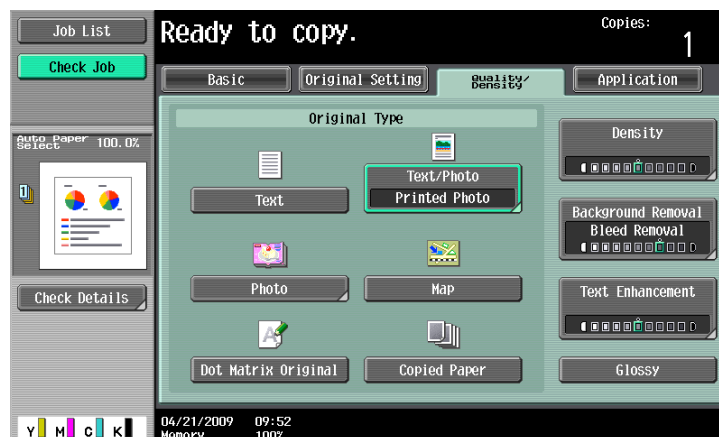 Job List
Check Job
Ready to copy.
Copies:
1
Basic
Original Setting
Quality/
Density
Application
Auto Paper
Select
100.0%
1
Check Details
Original Type
Text
Text/Photo
Printed Photo
Photo
Map
Dot Matrix Original
Copied Paper
Density
Background Removal
Bleed Removal
Text Enhancement
Glossy
Y M C K
04/21/2009 09:52
Memory 100%